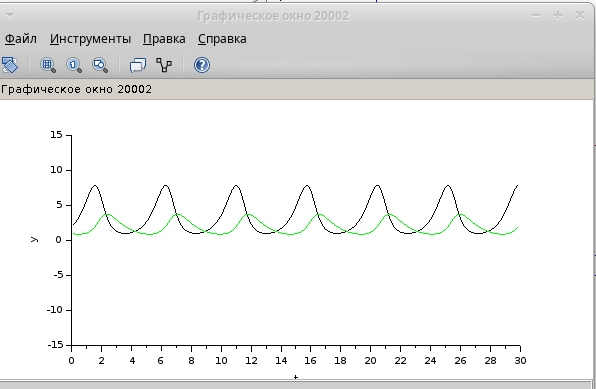 Графическое окно 20002
Файл Инструменты Правка Справка
Графическое окно 20002
15
10
5
0
-5
-10
-15
y
0 2 4 6 8 10 12 14 16 18 20 22 24 26 28 30
t